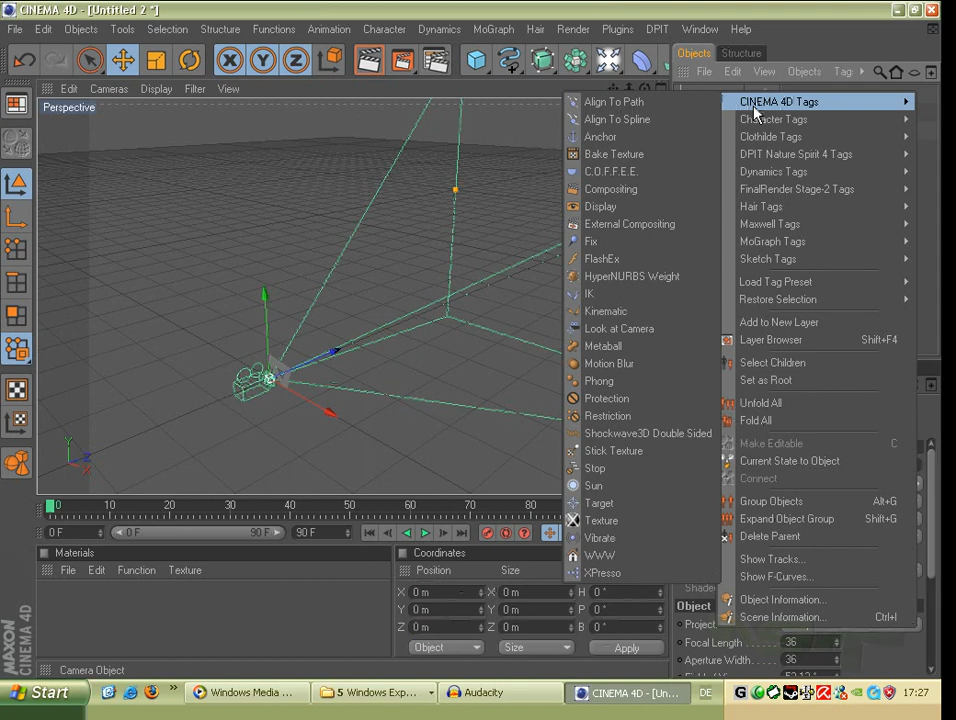 CINEMA 4D - [Untitled 2 *]
File Edit Objects Tools Selection Structure Functions Animation Character Dynamics MoGraph Hair Render Plugins DPIT Window Help
Objects Structure
File Edit View Objects Tag
Edit Cameras Display Filter View
Perspective
CINEMA 4D Tags
Character Tags
Clothilde Tags
DPIT Nature Spirit 4 Tags
Dynamics Tags
FinalRender Stage-2 Tags
Hair Tags
Maxwell Tags
MoGraph Tags
Sketch Tags
Load Tag Preset
Restore Selection
Add to New Layer
Layer Browser Shift+F4
Select Children
Set as Root
Unfold All
Fold All
Make Editable C
Current State to Object
Connect
Group Objects Alt+G
Expand Object Group Shift+G
Delete Parent
Show Tracks...
Show F-Curves...
Object Information...
Scene Information... Ctrl+I
Align To Path
Align To Spline
Anchor
Bake Texture
C.O.F.F.E.E.
Compositing
Display
External Compositing
Fix
FlashEx
HyperNURBS Weight
IK
Kinematic
Look at Camera
Metaball
Motion Blur
Phong
Protection
Restriction
Shockwave3D Double Sided
Stick Texture
Stop
Sun
Target
Texture
Vibrate
WWW
XPresso
Y
Z
X
0 10 20 30 40 50 60 70 80
0 F 0 F 90 F 90 F
Materials
File Edit Function Texture
Coordinates
Position Size
X 0 m X 0 m H 0 °
Y 0 m Y 0 m P 0 °
Z 0 m Z 0 m B 0 °
Object Size Apply
Object
Focal Length 36
Aperture Width 36
MAXON
CINEMA 4D
Camera Object
Start Windows Media ... 5 Windows Exp... Audacity CINEMA 4D - [Un... DE 17:27